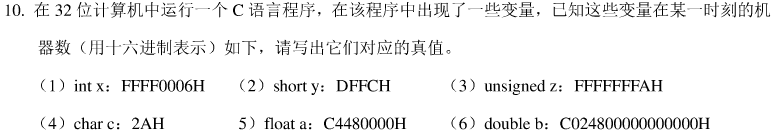 10. 在 32 位计算机中运行一个 C 语言程序，在该程序中出现了一些变量，已知这些变量在某一时刻的机
器数（用十六进制表示）如下，请写出它们对应的真值。
（1）int x：FFFF0006H （2）short y：DFFCH （3）unsigned z：FFFFFFFAH
（4）char c：2AH 5）float a：C4480000H （6）double b：C024800000000000H